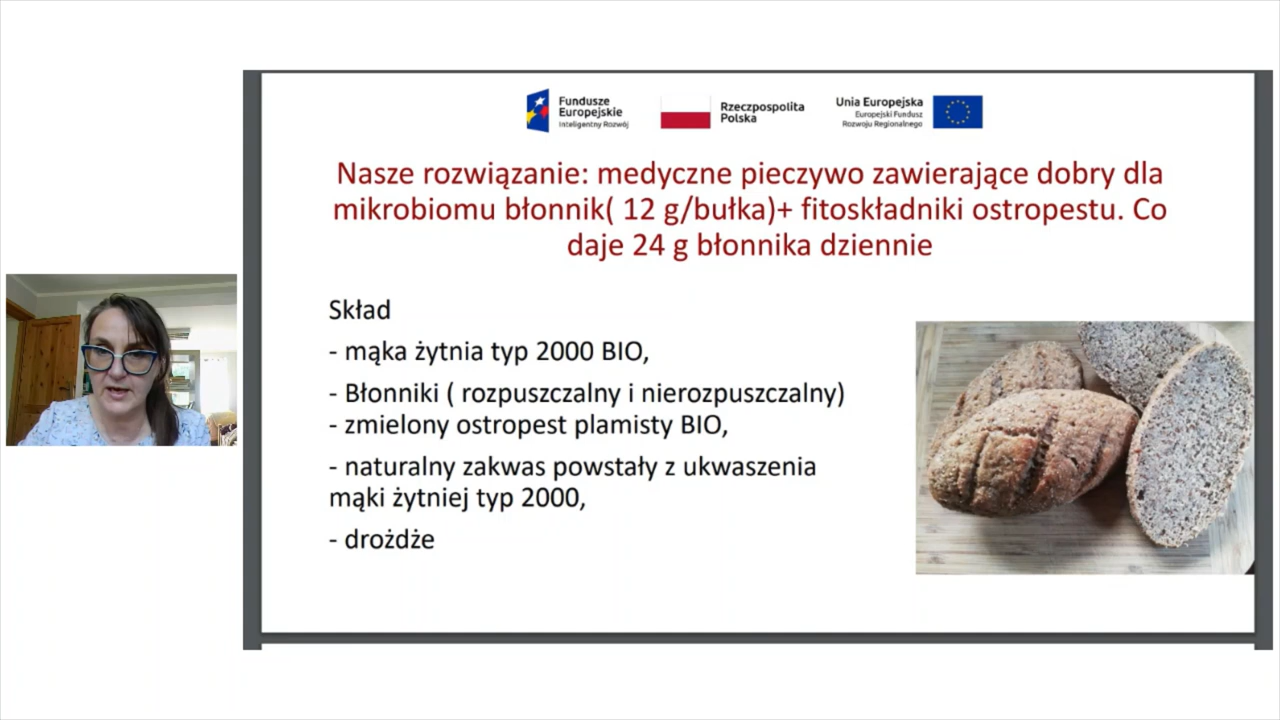 Fundusze
Europejskie
Inteligentny Rozwój
Rzeczpospolita
Polska
Unia Europejska
Europejski Fundusz
Rozwoju Regionalnego
Nasze rozwiązanie: medyczne pieczywo zawierające dobry dla
mikrobiomu błonnik( 12 g/bułka)+ fitoskładniki ostropestu. Co
daje 24 g błonnika dziennie
Skład
- mąka żytnia typ 2000 BIO,
- Błonniki ( rozpuszczalny i nierozpuszczalny)
- zmielony ostropest plamisty BIO,
- naturalny zakwas powstały z ukwaszenia
mąki żytniej typ 2000,
- drożdże